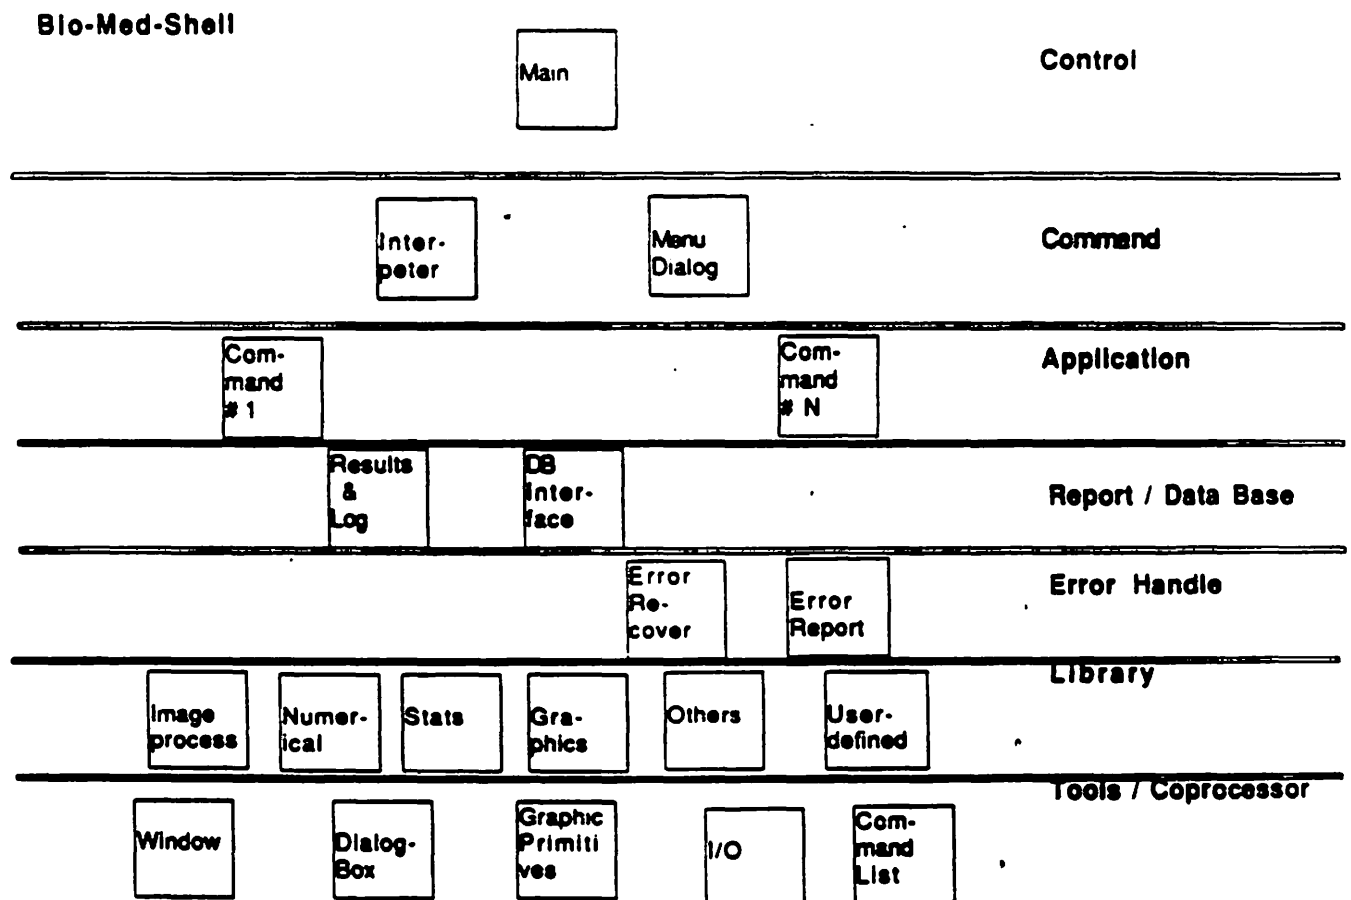 Bio-Med-Shell
Main
Control
Inter-
peter
Menu
Dialog
Command
Com-
mand
# 1
Com-
mand
# N
Application
Results
&
Log
DB
Inter-
face
Report / Data Base
Error
Re-
cover
Error
Report
Error Handle
Library
Image
process
Numer-
ical
Stats
Gra-
phics
Others
User-
defined
Tools / Coprocessor
Window
Dialog-
Box
Graphic
Primiti
ves
I/O
Com-
mand
List